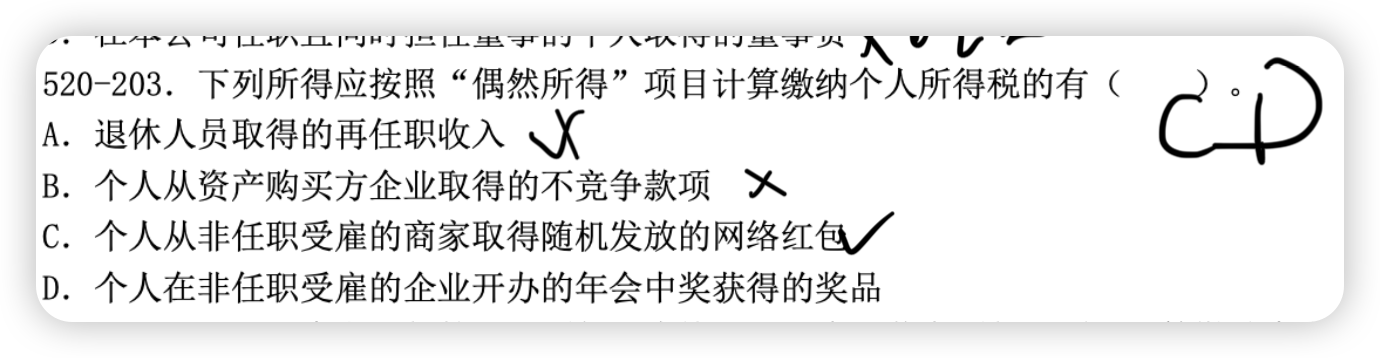 520-203．下列所得应按照“偶然所得”项目计算缴纳个人所得税的有（ ）。
CD
A．退休人员取得的再任职收入
B．个人从资产购买方企业取得的不竞争款项
C．个人从非任职受雇的商家取得随机发放的网络红包
D．个人在非任职受雇的企业开办的年会中奖获得的奖品